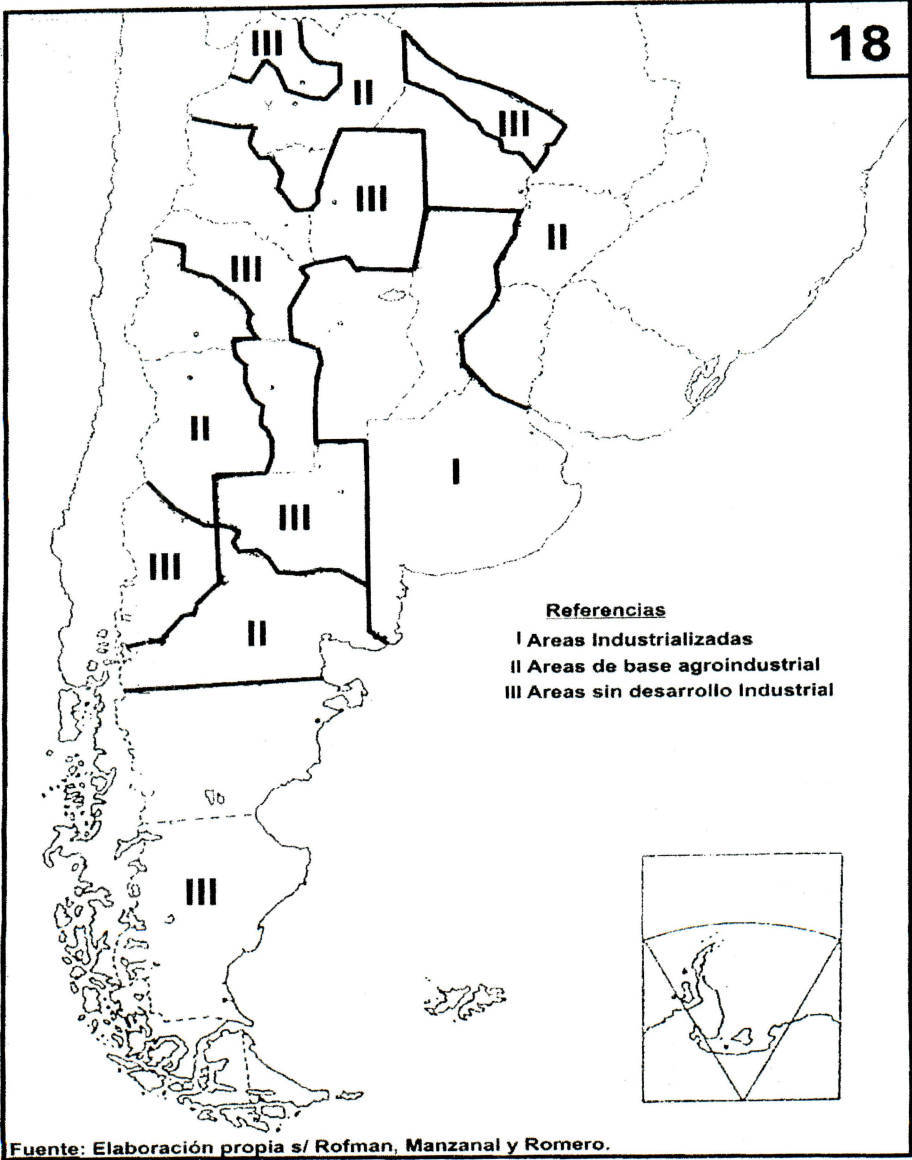 18
III
II
III
III
II
III
II
I
III
III
II
Referencias
I Areas Industrializadas
II Areas de base agroindustrial
III Areas sin desarrollo Industrial
III
Fuente: Elaboración propia s/ Rofman, Manzanal y Romero.